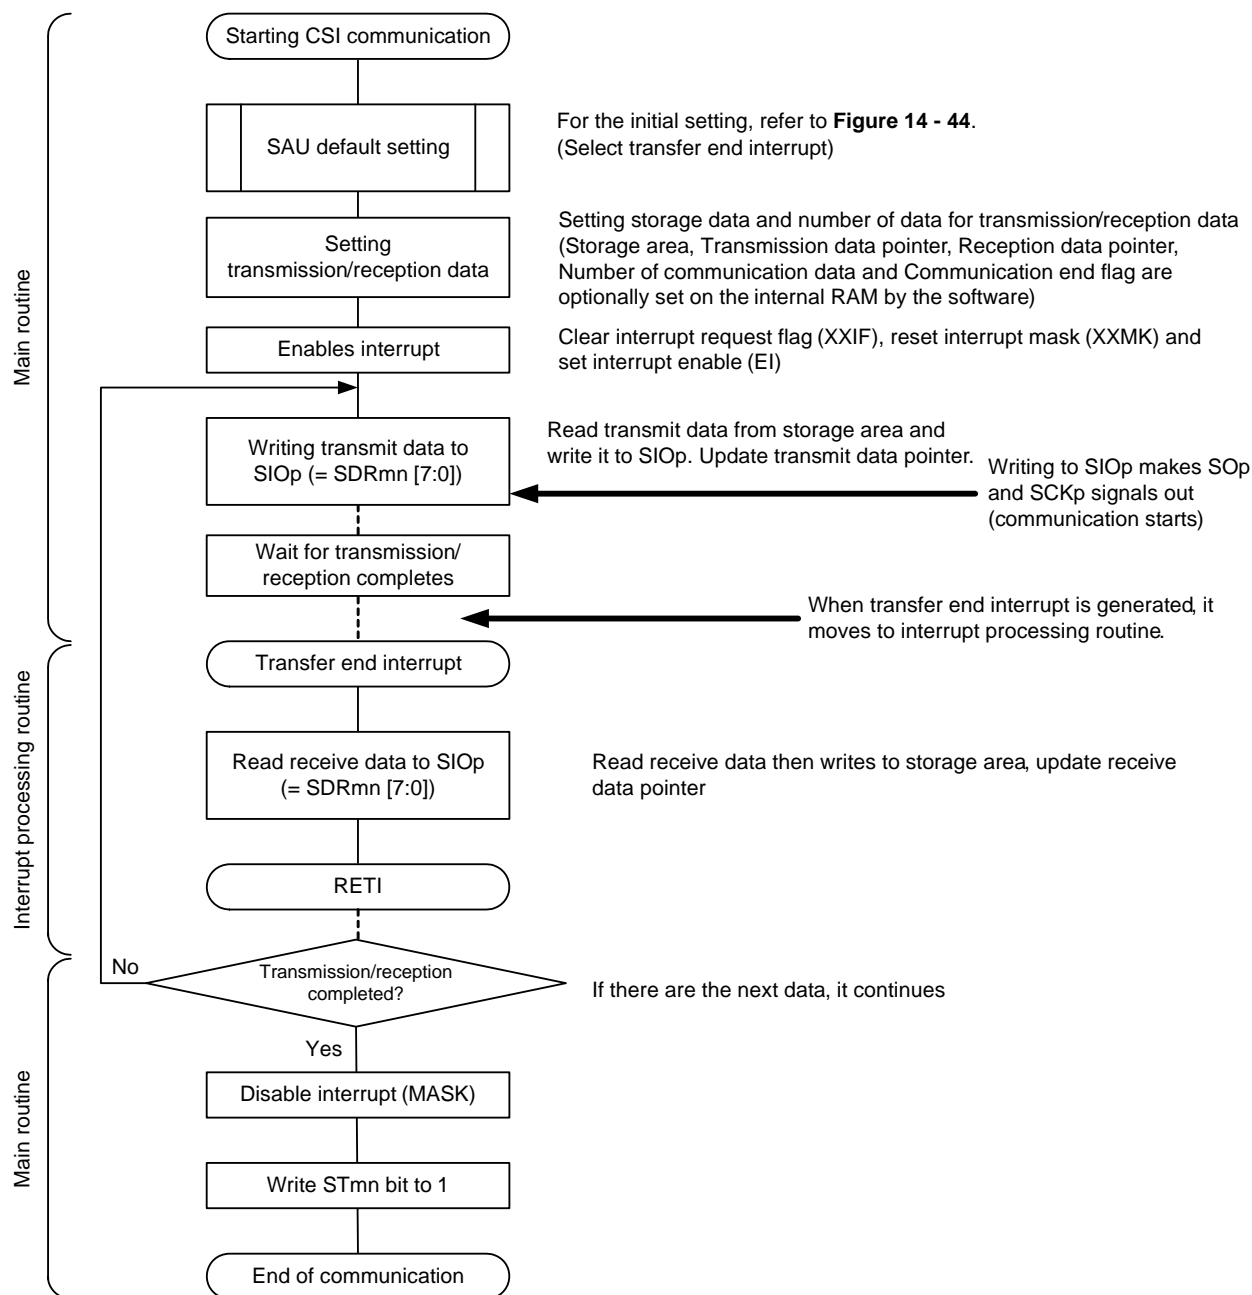 Starting CSI communication
SAU default setting
For the initial setting, refer to Figure 14 - 44.
(Select transfer end interrupt)
Setting
transmission/reception data
Setting storage data and number of data for transmission/reception data
(Storage area, Transmission data pointer, Reception data pointer,
Number of communication data and Communication end flag are
optionally set on the internal RAM by the software)
Main routine
Enables interrupt
Clear interrupt request flag (XXIF), reset interrupt mask (XXMK) and
set interrupt enable (EI)
Writing transmit data to
SIOp (= SDRmn [7:0])
Read transmit data from storage area and
write it to SIOp. Update transmit data pointer.
Writing to SIOp makes SOp
and SCKp signals out
(communication starts)
Wait for transmission/
reception completes
When transfer end interrupt is generated, it
moves to interrupt processing routine.
Transfer end interrupt
Interrupt processing routine
Read receive data to SIOp
(= SDRmn [7:0])
Read receive data then writes to storage area, update receive
data pointer
RETI
No
Transmission/reception
completed?
If there are the next data, it continues
Yes
Main routine
Disable interrupt (MASK)
Write STmn bit to 1
End of communication